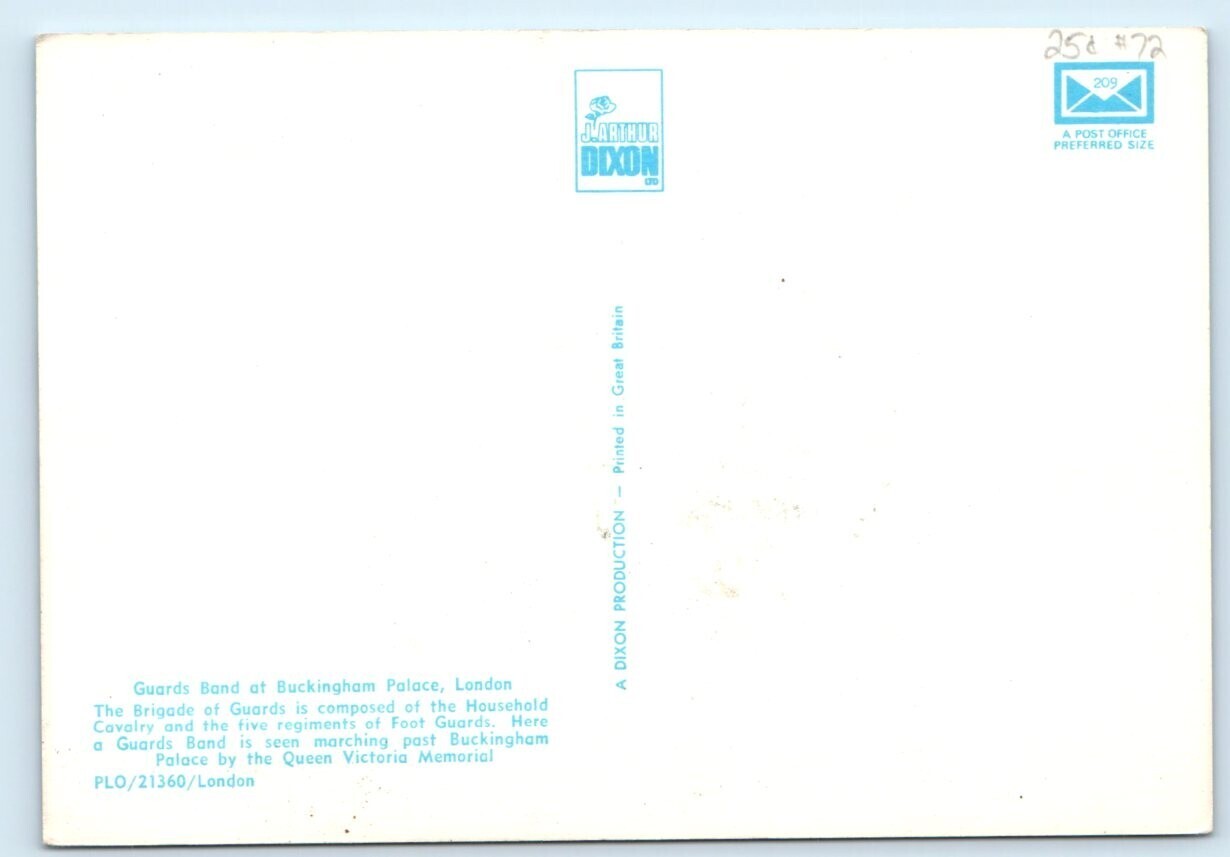 25¢ #72
209
A POST OFFICE
PREFERRED SIZE
J. ARTHUR
DIXON
LTD
A DIXON PRODUCTION — Printed in Great Britain
Guards Band at Buckingham Palace, London
The Brigade of Guards is composed of the Household
Cavalry and the five regiments of Foot Guards. Here
a Guards Band is seen marching past Buckingham
Palace by the Queen Victoria Memorial
PLO/21360/London